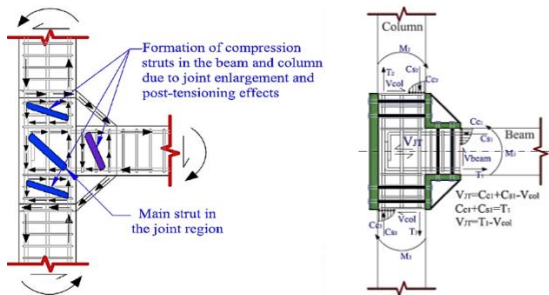 Formation of compression
struts in the beam and column
due to joint enlargement and
post-tensioning effects
Main strut in
the joint region
Column
M₂
T₂
Cs₂
Cc₂
Vcol
Cc₁
Cs₁
Beam
VJT
Vbeam
M₁
T₁
VJT=Cc₁+Cs₁-Vcol
Cc₁+Cs₁=T₁
VJT=T₁-Vcol
Vcol
Cc₃
Cs₃
T₃
M₃